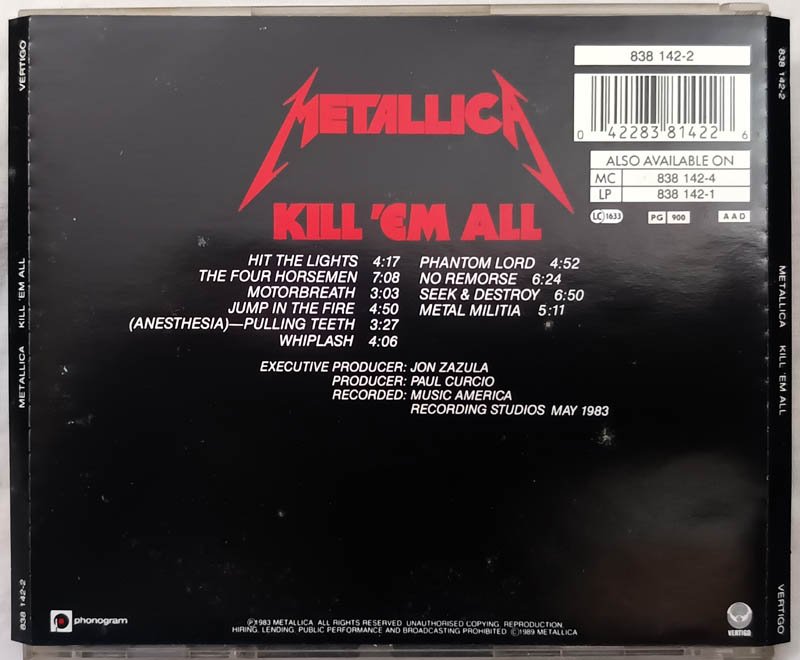 838 142-2
0 42283 81422 6
ALSO AVAILABLE ON
MC 838 142-4
LP 838 142-1
LC 1633 PG 900 AAD
METALLICA
KILL 'EM ALL
HIT THE LIGHTS 4:17
THE FOUR HORSEMEN 7:08
MOTORBREATH 3:03
JUMP IN THE FIRE 4:50
(ANESTHESIA)—PULLING TEETH 3:27
WHIPLASH 4:06
PHANTOM LORD 4:52
NO REMORSE 6:24
SEEK & DESTROY 6:50
METAL MILITIA 5:11
EXECUTIVE PRODUCER: JON ZAZULA
PRODUCER: PAUL CURCIO
RECORDED: MUSIC AMERICA
RECORDING STUDIOS MAY 1983
phonogram
Ⓟ1983 METALLICA ALL RIGHTS RESERVED UNAUTHORISED COPYING, REPRODUCTION,
HIRING, LENDING, PUBLIC PERFORMANCE AND BROADCASTING PROHIBITED Ⓒ1989 METALLICA
VERTIGO
838 142-2 METALLICA KILL 'EM ALL VERTIGO
838 142-2 METALLICA KILL 'EM ALL VERTIGO